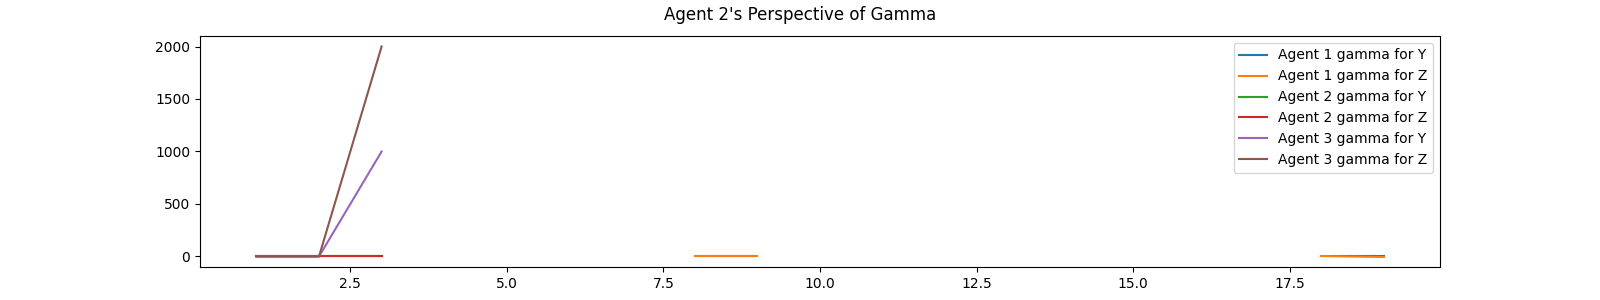 Agent 2's Perspective of Gamma
2000
1500
1000
500
0
Agent 1 gamma for Y
Agent 1 gamma for Z
Agent 2 gamma for Y
Agent 2 gamma for Z
Agent 3 gamma for Y
Agent 3 gamma for Z
2.5 5.0 7.5 10.0 12.5 15.0 17.5